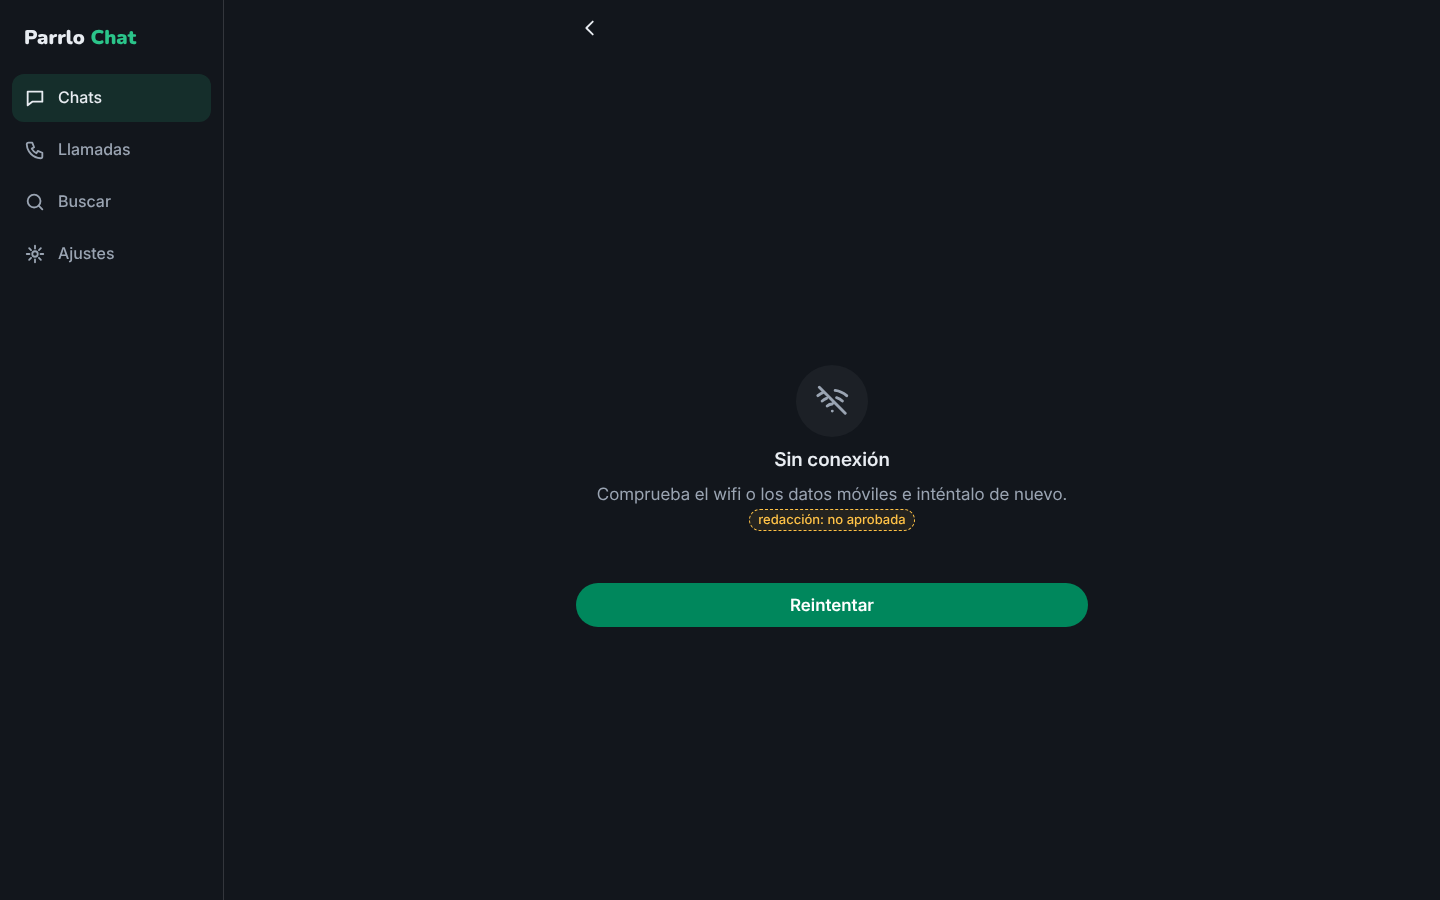 Parrlo Chat
Chats
Llamadas
Buscar
Ajustes
Sin conexión
Comprueba el wifi o los datos móviles e inténtalo de nuevo.
redacción: no aprobada
Reintentar